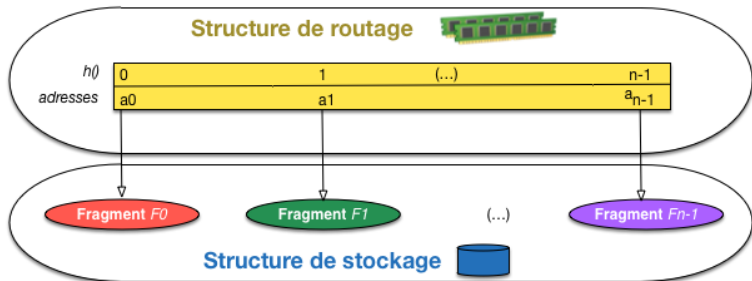 Structure de routage
h() 0 1 (...) n-1
adresses a0 a1 an-1
Fragment F0 Fragment F1 (...) Fragment Fn-1
Structure de stockage